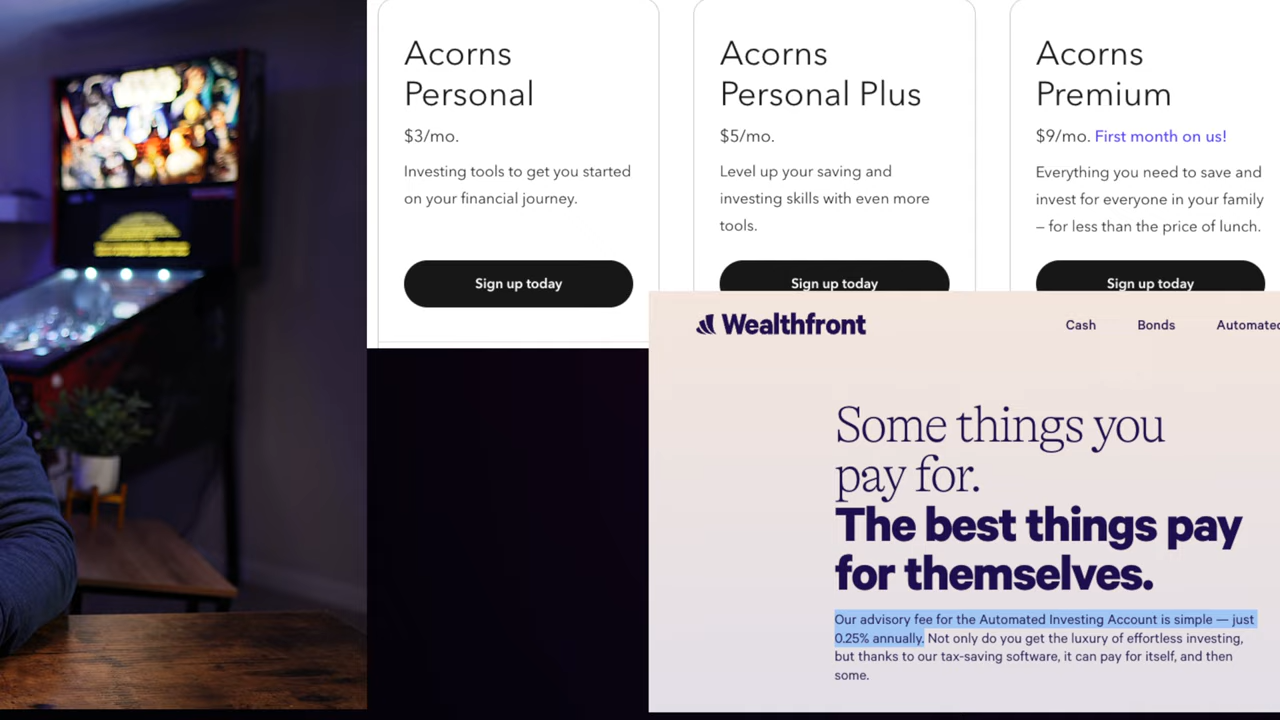 Acorns
Personal
$3/mo.
Investing tools to get you started
on your financial journey.
Sign up today
Acorns
Personal Plus
$5/mo.
Level up your saving and
investing skills with even more
tools.
Sign up today
Acorns
Premium
$9/mo. First month on us!
Everything you need to save and
invest for everyone in your family
– for less than the price of lunch.
Sign up today
Wealthfront
Cash
Bonds
Automated
Some things you
pay for.
The best things pay
for themselves.
Our advisory fee for the Automated Investing Account is simple — just
0.25% annually. Not only do you get the luxury of effortless investing,
but thanks to our tax-saving software, it can pay for itself, and then
some.